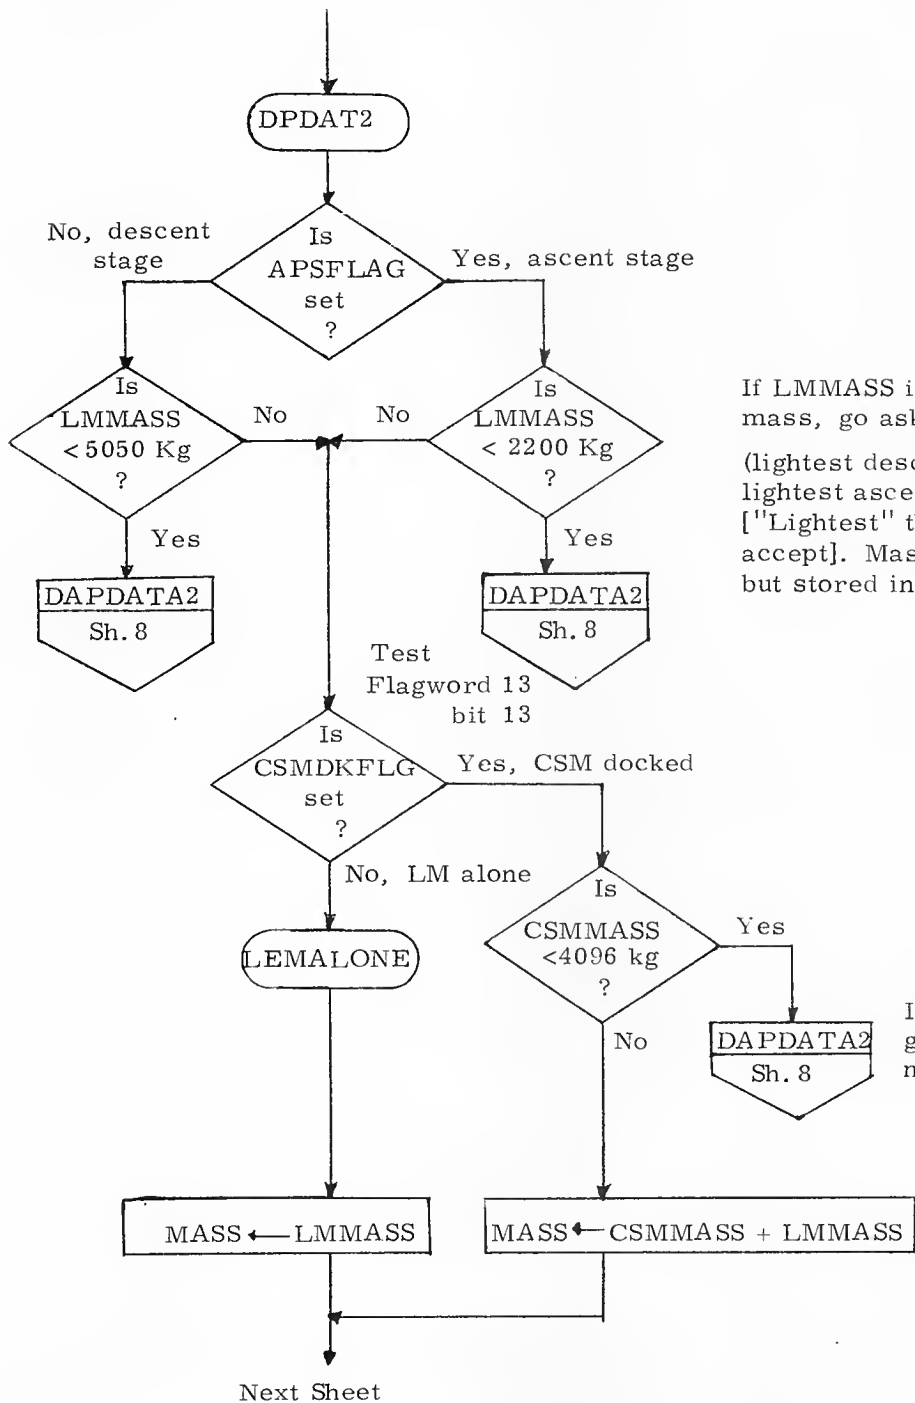 DPDAT2
No, descent
stage
Is
APSFLAG
set
?
Yes, ascent stage
Is
LMMASS
< 5050 Kg
?
No
No
Is
LMMASS
< 2200 Kg
?
If LMMASS i
mass, go ask
(lightest desc
lightest asce
["Lightest" t
accept]. Mas
but stored in
Yes
Yes
DAPDATA2
Sh. 8
DAPDATA2
Sh. 8
Test
Flagword 13
bit 13
Is
CSMDKFLG
set
?
Yes, CSM docked
No, LM alone
LEMALONE
Is
CSMMASS
<4096 kg
?
Yes
No
DAPDATA2
Sh. 8
I
g
n
MASS ← LMMASS
MASS ← CSMMASS + LMMASS
Next Sheet